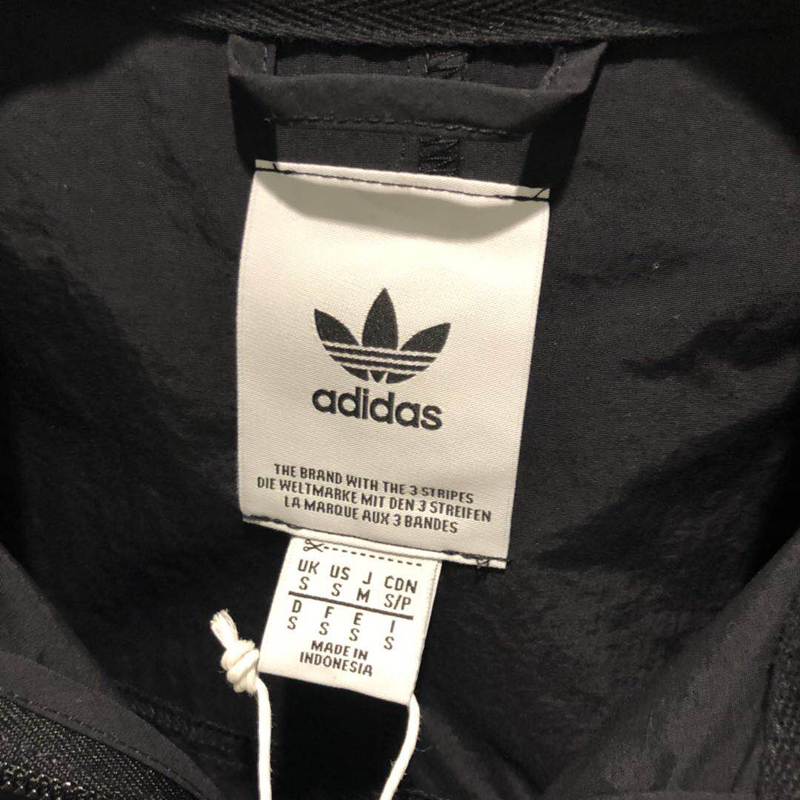 adidas
THE BRAND WITH THE 3 STRIPES
DIE WELTMARKE MIT DEN 3 STREIFEN
LA MARQUE AUX 3 BANDES
UK US J CDN
S S M S/P
D F E I
S S S S
MADE IN
INDONESIA